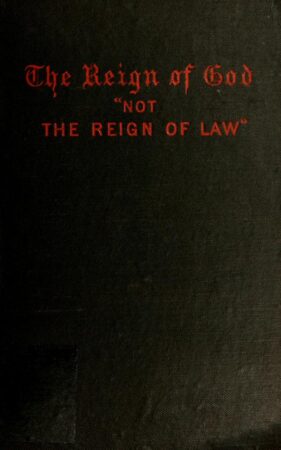 The Reign of God
"NOT
THE REIGN OF LAW"